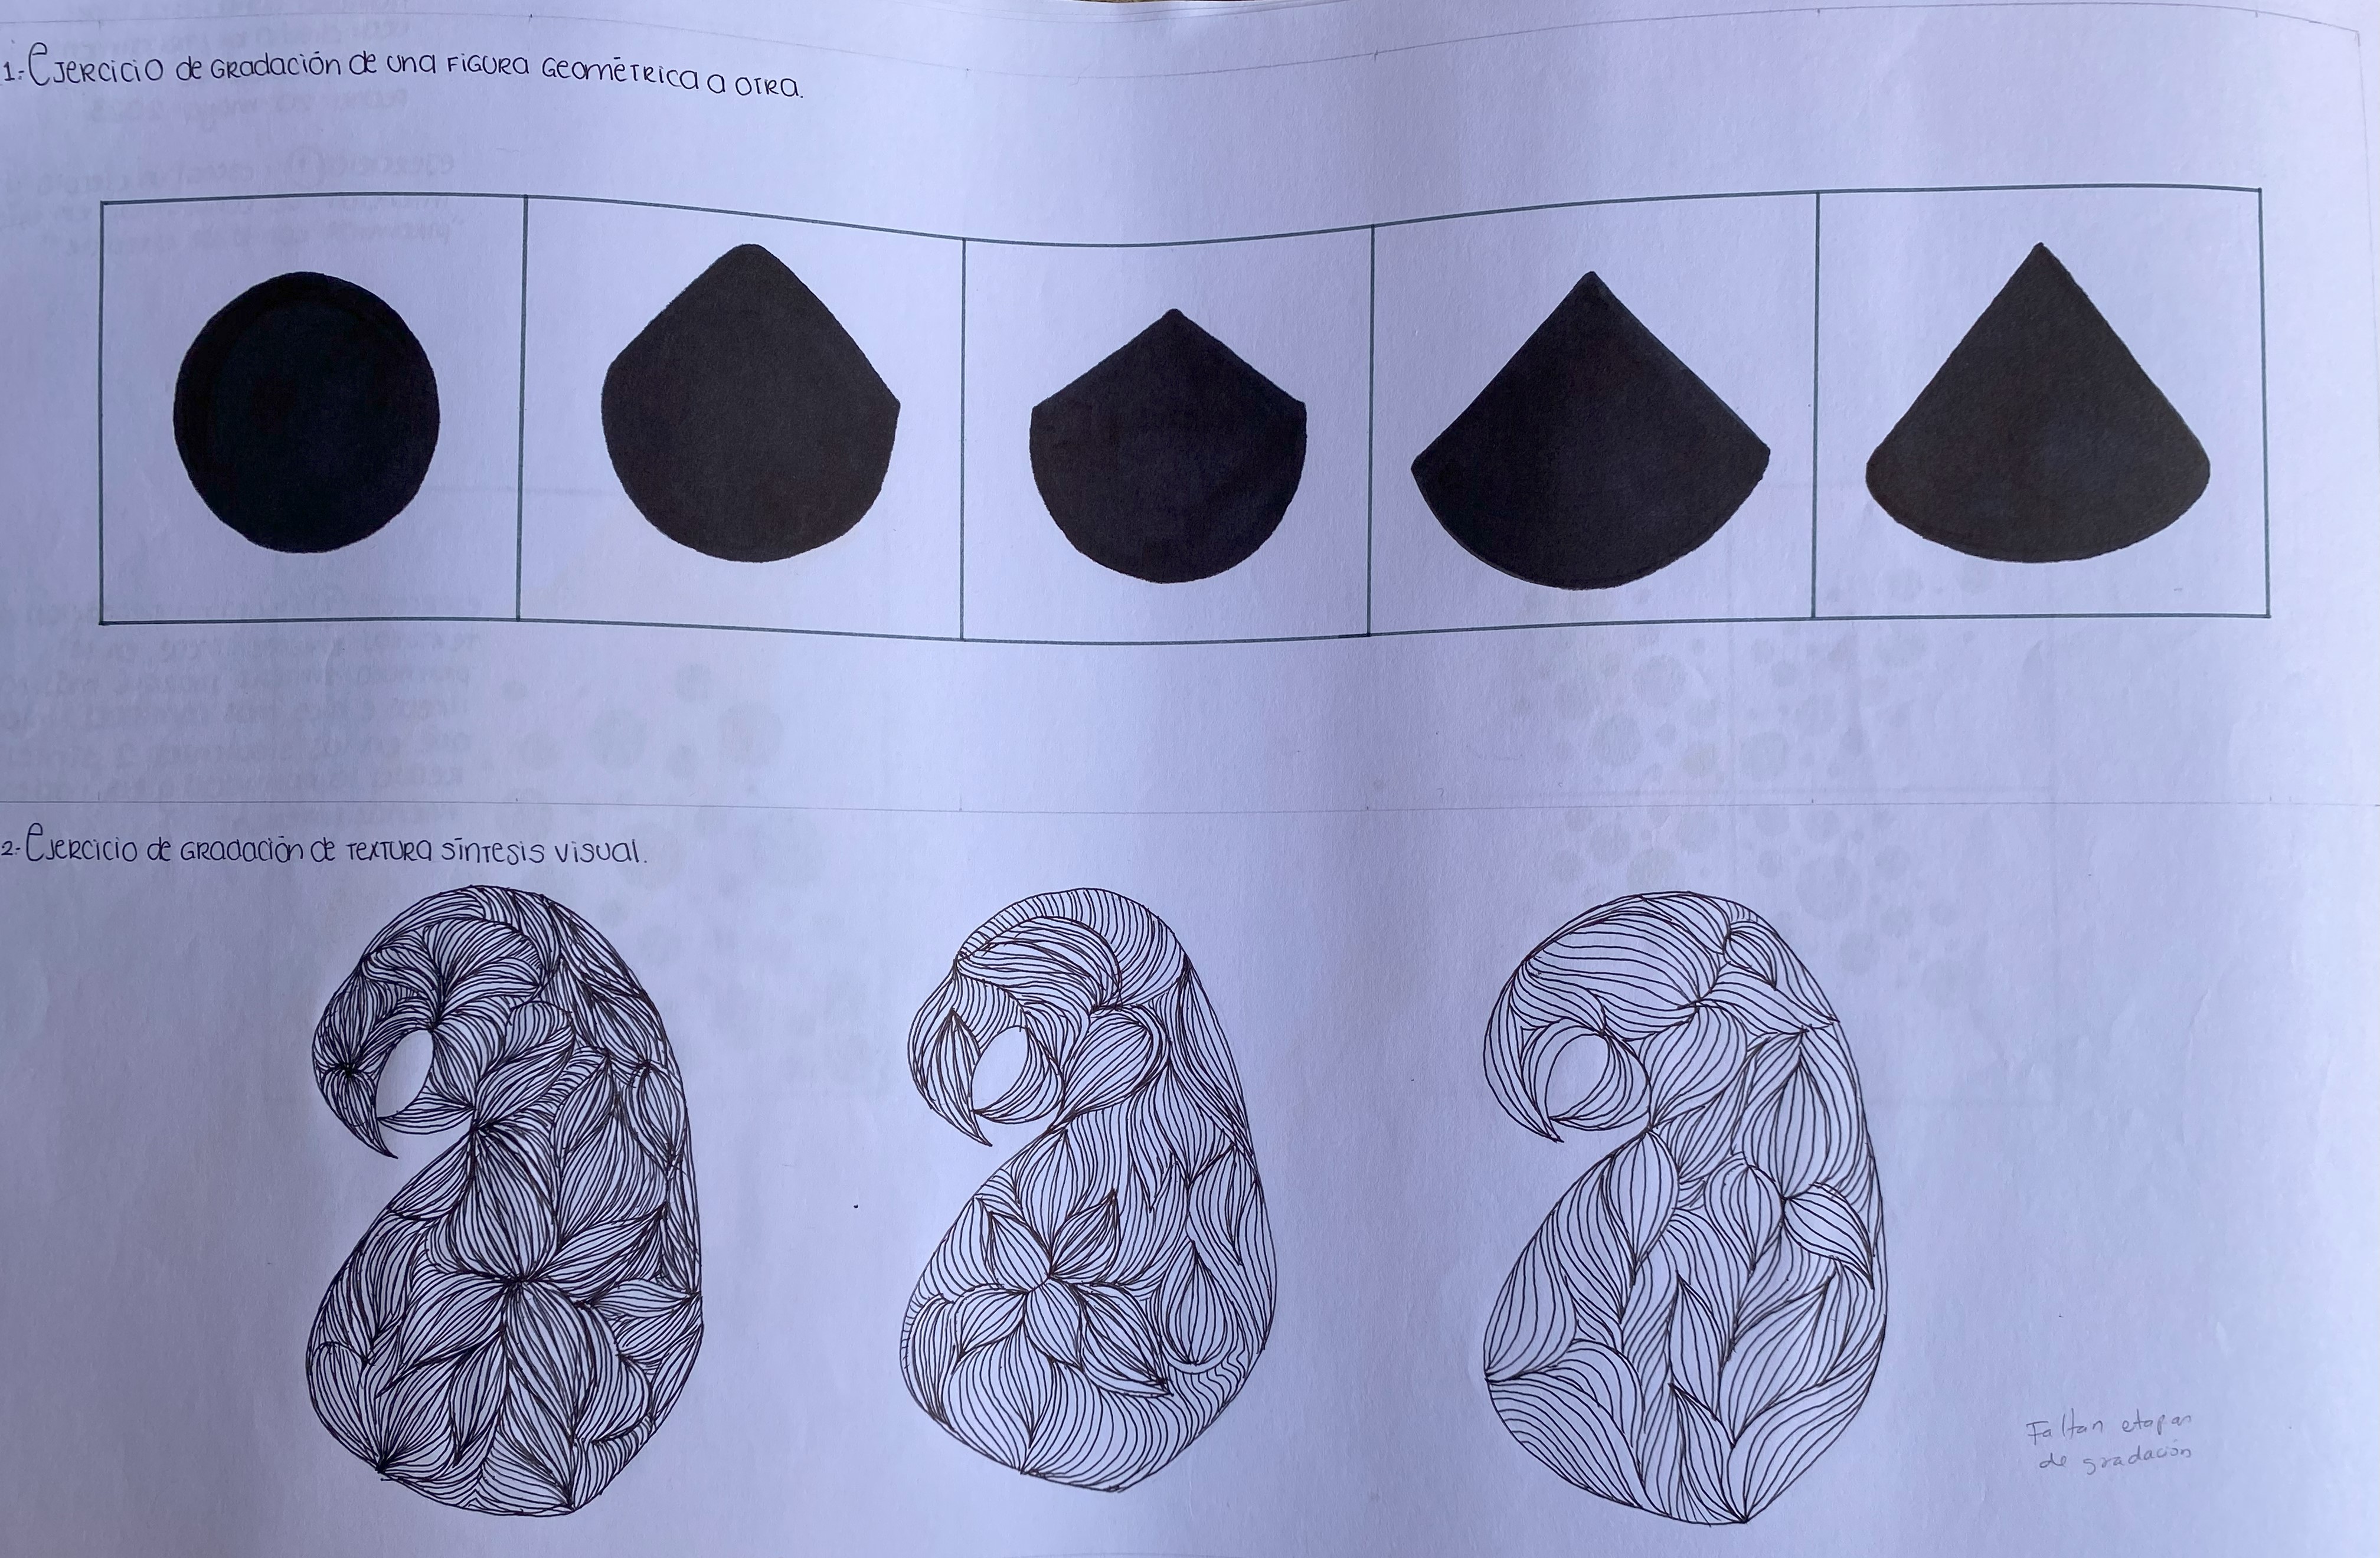 1.- Ejercicio de Gradación de una Figura Geométrica a otra.
2.- Ejercicio de Gradación de textura síntesis visual.
Faltan etapas
de gradación